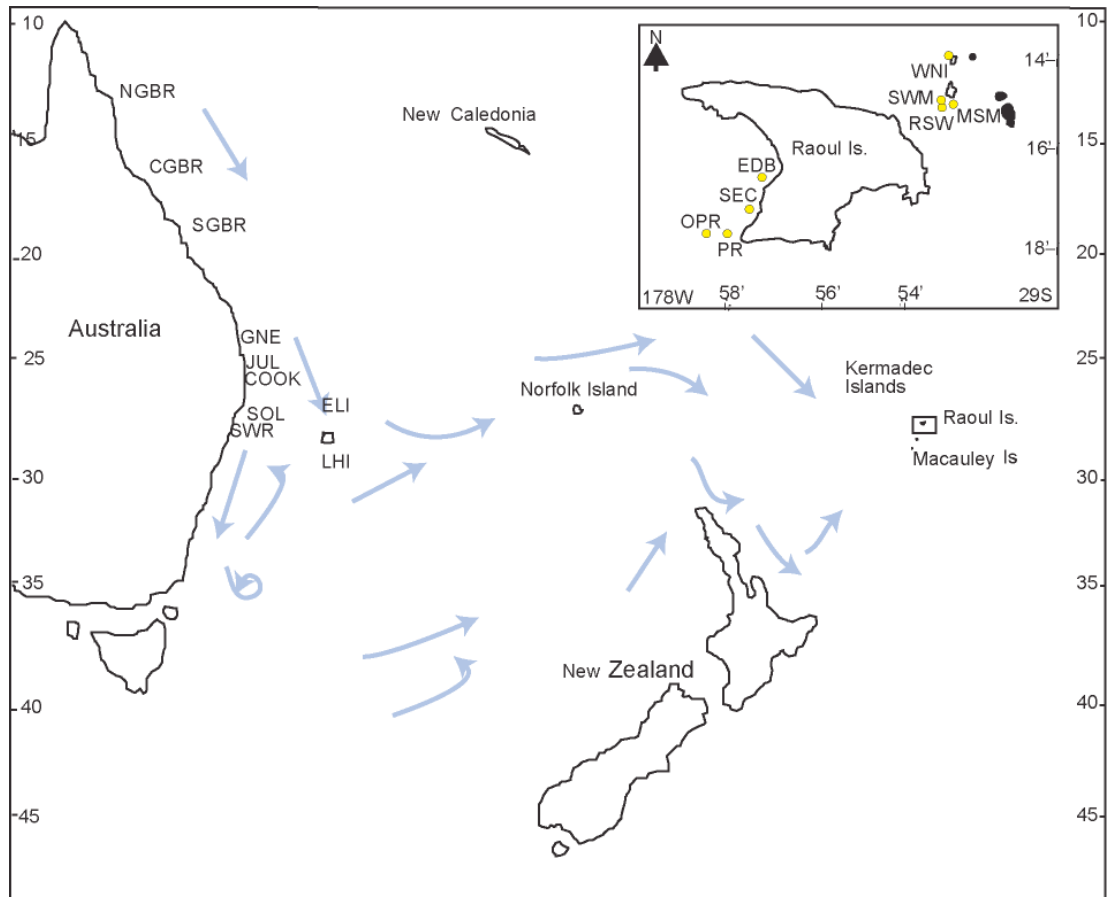 10
10
N
14'
WNI
NGBR
SWM
RSW
MSM
New Caledonia
15
15
16'
Raoul Is.
CGBR
EDB
SEC
SGBR
OPR
PR
18'
20
20
178W
58'
56'
54'
29S
Australia
GNE
25
JUL
25
COOK
Kermadec
Islands
Norfolk Island
ELI
SOL
Raoul Is.
SWR
LHI
Macauley Is
30
30
35
35
New Zealand
40
40
45
45